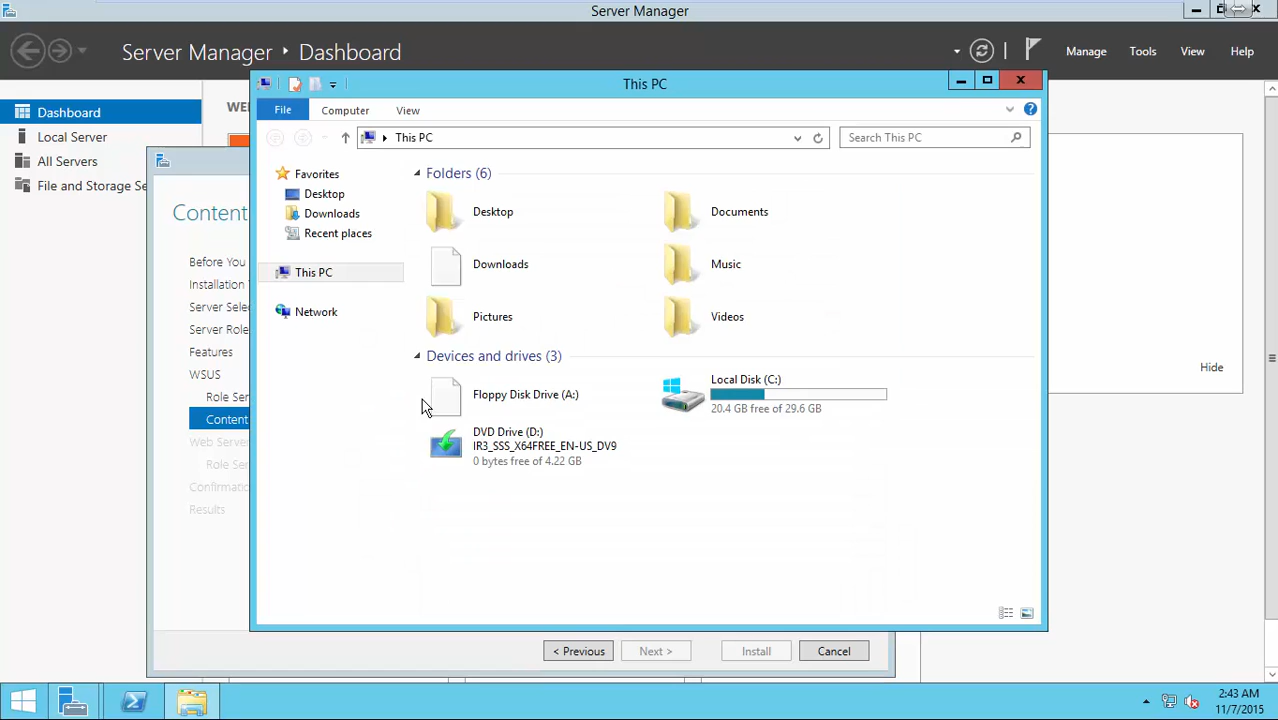 Server Manager
Server Manager Dashboard
Manage Tools View Help
This PC
File Computer View
This PC
Search This PC
Dashboard
Local Server
All Servers
File and Storage Se
WE
Content
Before You
Installation
Server Selec
Server Role
Features
WSUS
Role Ser
Content
Web Server
Role Ser
Confirmatio
Results
Favorites
Desktop
Downloads
Recent places
This PC
Network
Folders (6)
Desktop
Documents
Downloads
Music
Pictures
Videos
Devices and drives (3)
Floppy Disk Drive (A:)
Local Disk (C:)
20.4 GB free of 29.6 GB
DVD Drive (D:)
IR3_SSS_X64FREE_EN-US_DV9
0 bytes free of 4.22 GB
Hide
< Previous Next > Install Cancel
2:43 AM
11/7/2015